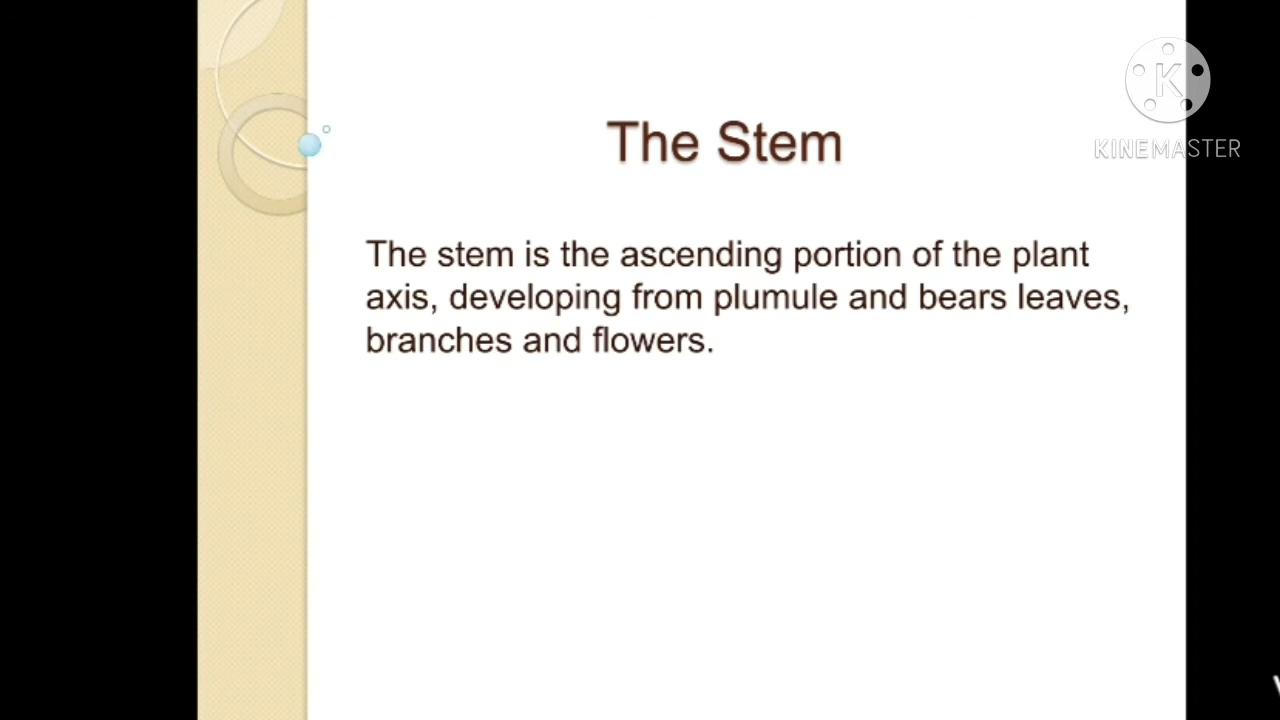 The Stem
K
KINEMASTER
The stem is the ascending portion of the plant
axis, developing from plumule and bears leaves,
branches and flowers.